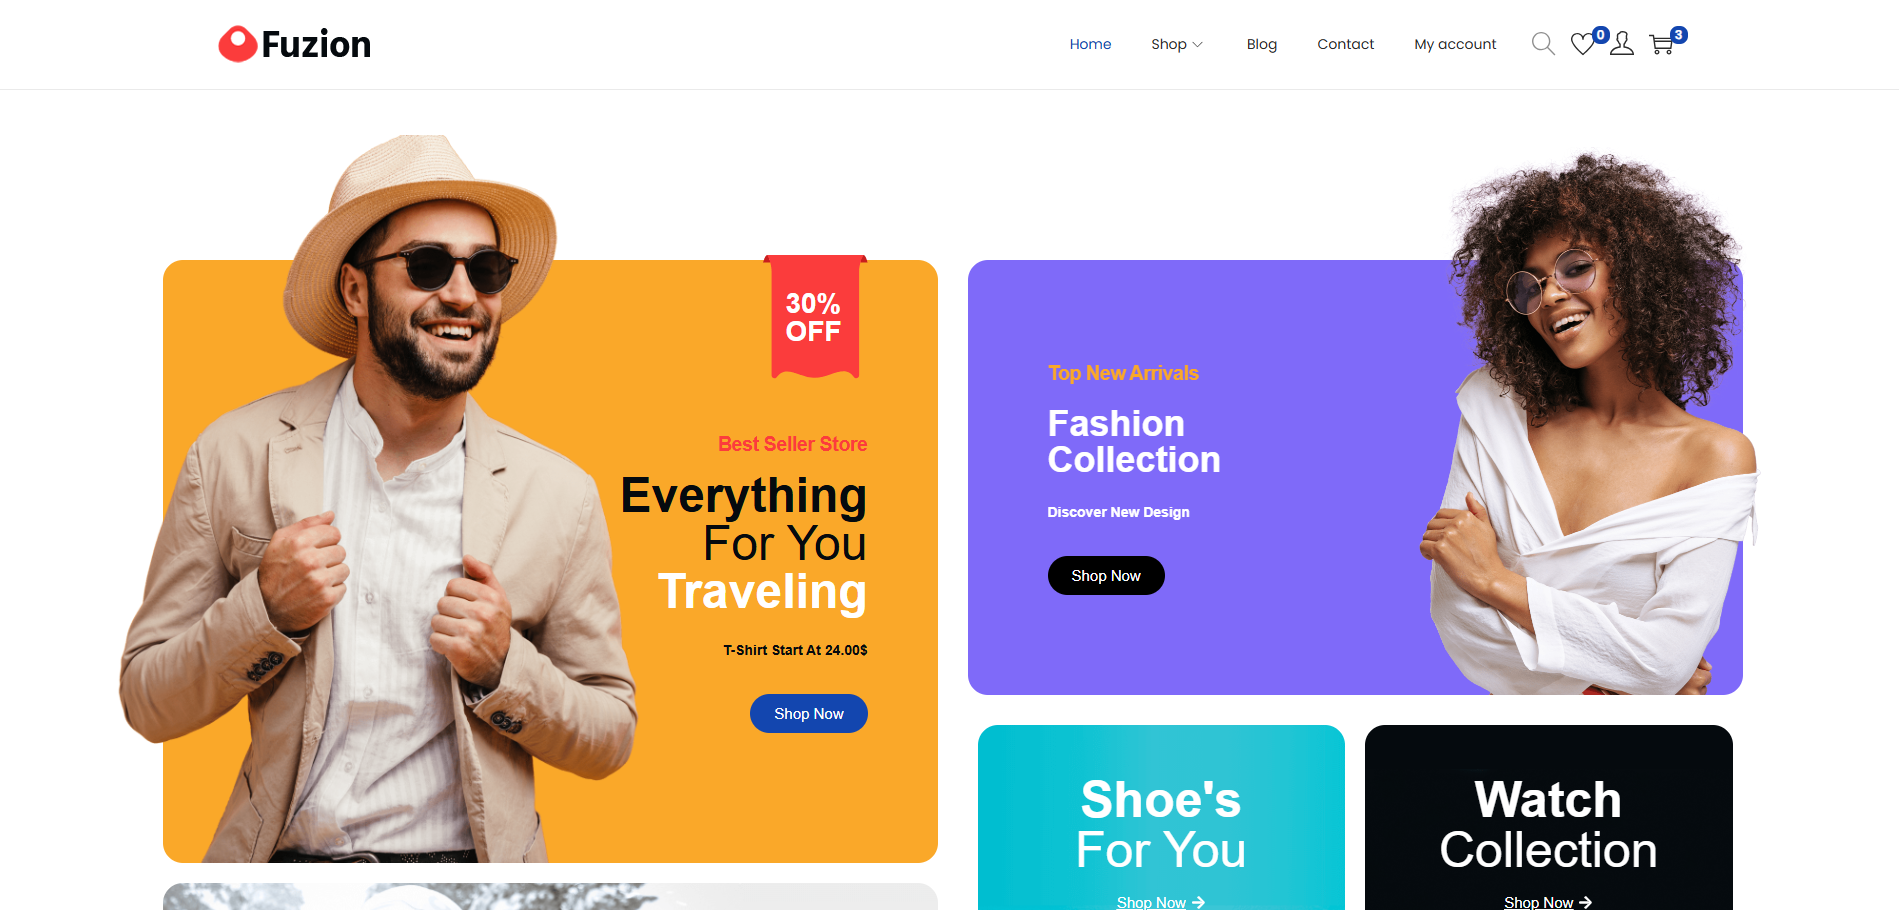 Fuzion
Home Shop Blog Contact My account 0 3
30%
OFF
Best Seller Store
Everything
For You
Traveling
T-Shirt Start At 24.00$
Shop Now
Top New Arrivals
Fashion
Collection
Discover New Design
Shop Now
Shoe's
For You
Shop Now
Watch
Collection
Shop Now